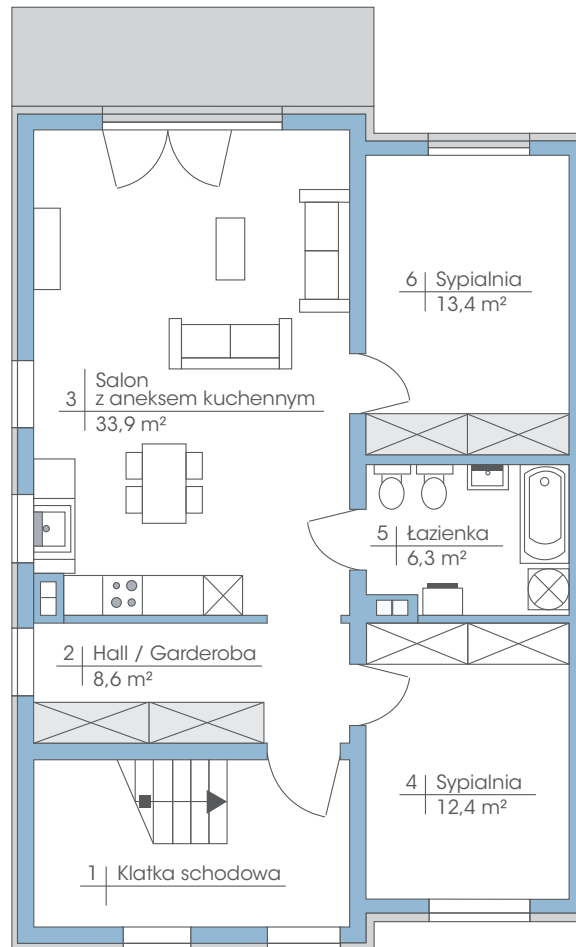 6 Sypialnia
13,4 m²
3 Salon
z aneksem kuchennym
33,9 m²
5 Łazienka
6,3 m²
2 Hall / Garderoba
8,6 m²
4 Sypialnia
12,4 m²
1 Klatka schodowa